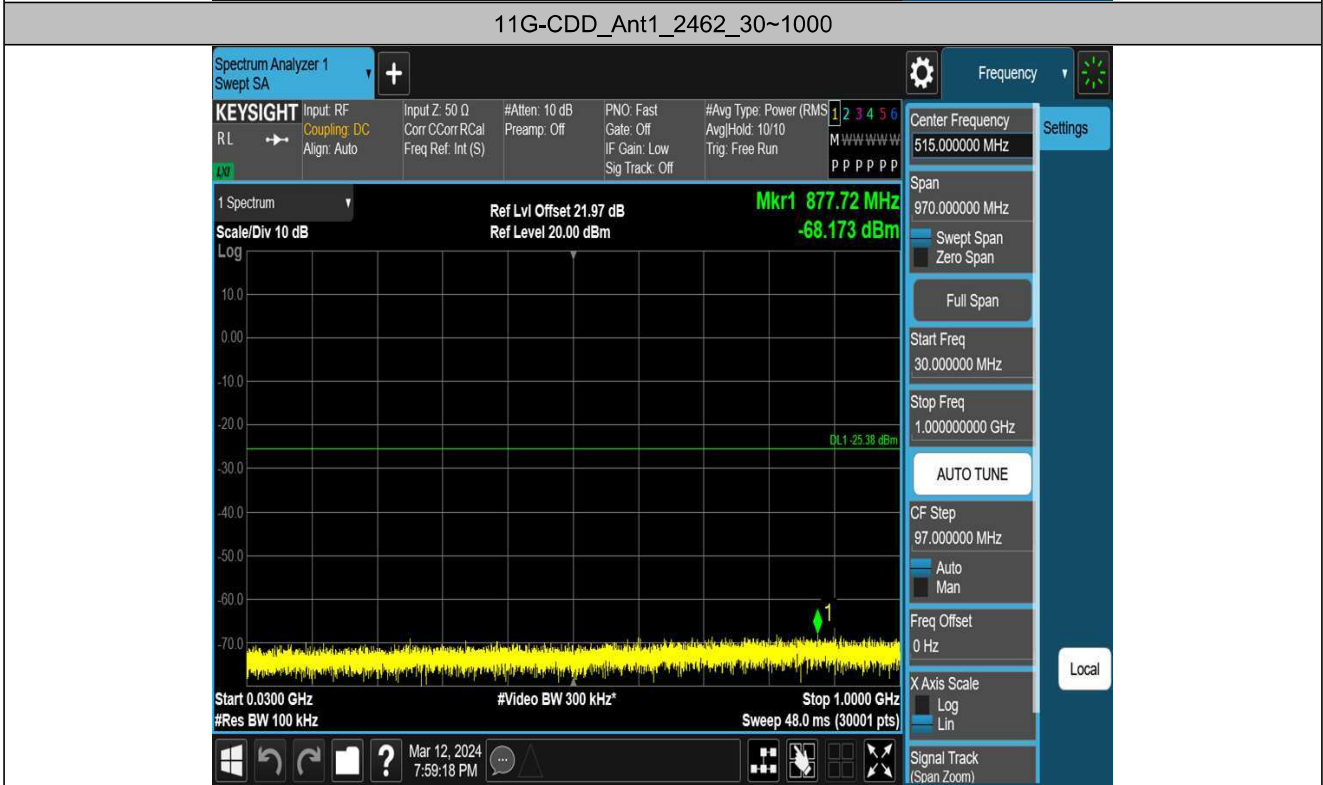 11G-CDD_Ant1_2462_30~1000
Spectrum Analyzer 1
Swept SA
+
Frequency
KEYSIGHT
RL
LXI
Input: RF
Coupling: DC
Align: Auto
Input Z: 50 Ω
Corr CCorr RCal
Freq Ref: Int (S)
#Atten: 10 dB
Preamp: Off
PNO: Fast
Gate: Off
IF Gain: Low
Sig Track: Off
#Avg Type: Power (RMS
Avg|Hold: 10/10
Trig: Free Run
1 2 3 4 5 6
M W W W W W
P P P P P P
1 Spectrum
Scale/Div 10 dB
Log
Ref Lvl Offset 21.97 dB
Ref Level 20.00 dBm
Mkr1 877.72 MHz
-68.173 dBm
10.0
0.00
-10.0
-20.0
DL1 -25.38 dBm
-30.0
-40.0
-50.0
-60.0
1
-70.0
Start 0.0300 GHz
#Res BW 100 kHz
#Video BW 300 kHz*
Stop 1.0000 GHz
Sweep 48.0 ms (30001 pts)
Center Frequency
515.000000 MHz
Settings
Span
970.000000 MHz
Swept Span
Zero Span
Full Span
Start Freq
30.000000 MHz
Stop Freq
1.000000000 GHz
AUTO TUNE
CF Step
97.000000 MHz
Auto
Man
Freq Offset
0 Hz
Local
X Axis Scale
Log
Lin
Signal Track
(Span Zoom)
?
Mar 12, 2024
7:59:18 PM